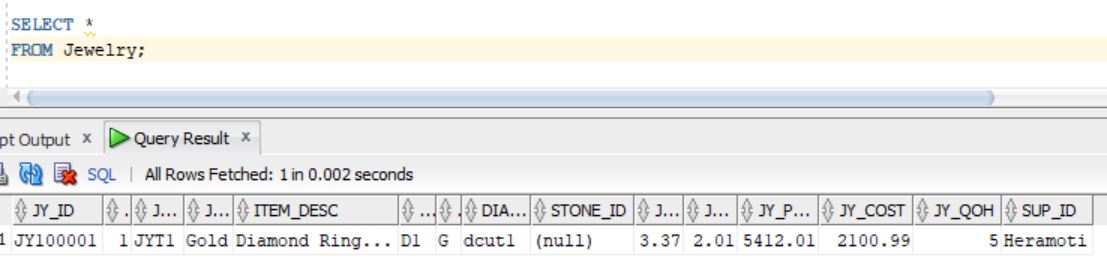 SELECT *
FROM Jewelry;
pt Output x Query Result x
SQL | All Rows Fetched: 1 in 0.002 seconds
JY_ID . J... J... ITEM_DESC ... . DIA... STONE_ID J... J... JY_P... JY_COST JY_QOH SUP_ID
1 JY100001 1 JYT1 Gold Diamond Ring... D1 G dcut1 (null) 3.37 2.01 5412.01 2100.99 5 Heramoti